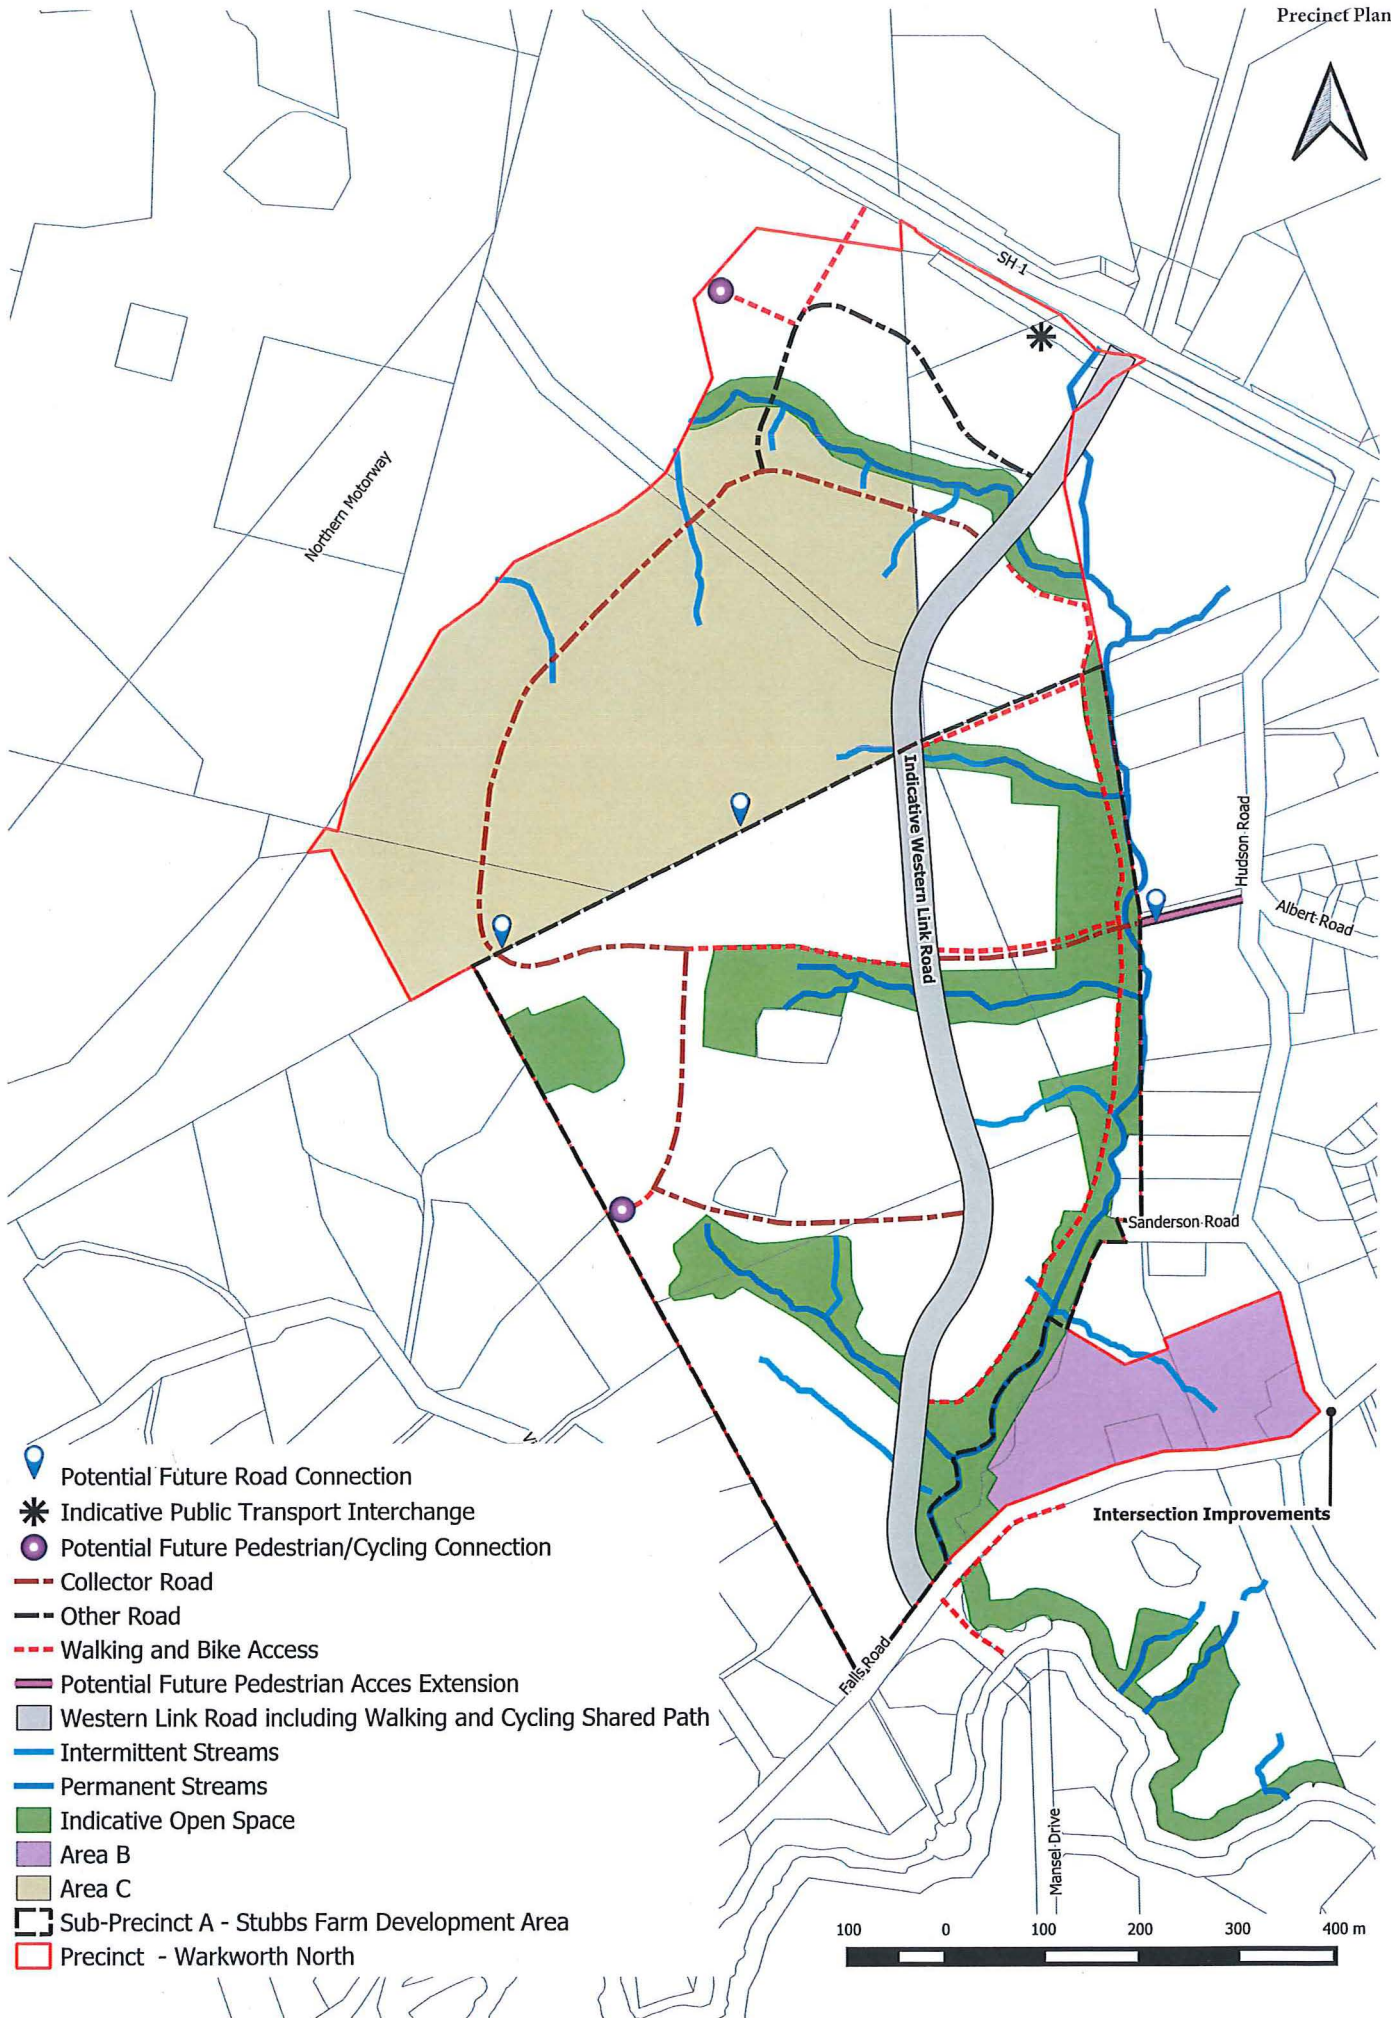 Precinct Plan
SH 1
Northern Motorway
Indicative Western Link Road
Hudson Road
Albert Road
Sanderson Road
Intersection Improvements
Falls Road
Mansel Drive
Potential Future Road Connection
Indicative Public Transport Interchange
Potential Future Pedestrian/Cycling Connection
Collector Road
Other Road
Walking and Bike Access
Potential Future Pedestrian Acces Extension
Western Link Road including Walking and Cycling Shared Path
Intermittent Streams
Permanent Streams
Indicative Open Space
Area B
Area C
Sub-Precinct A - Stubbs Farm Development Area
Precinct - Warkworth North
100 0 100 200 300 400 m